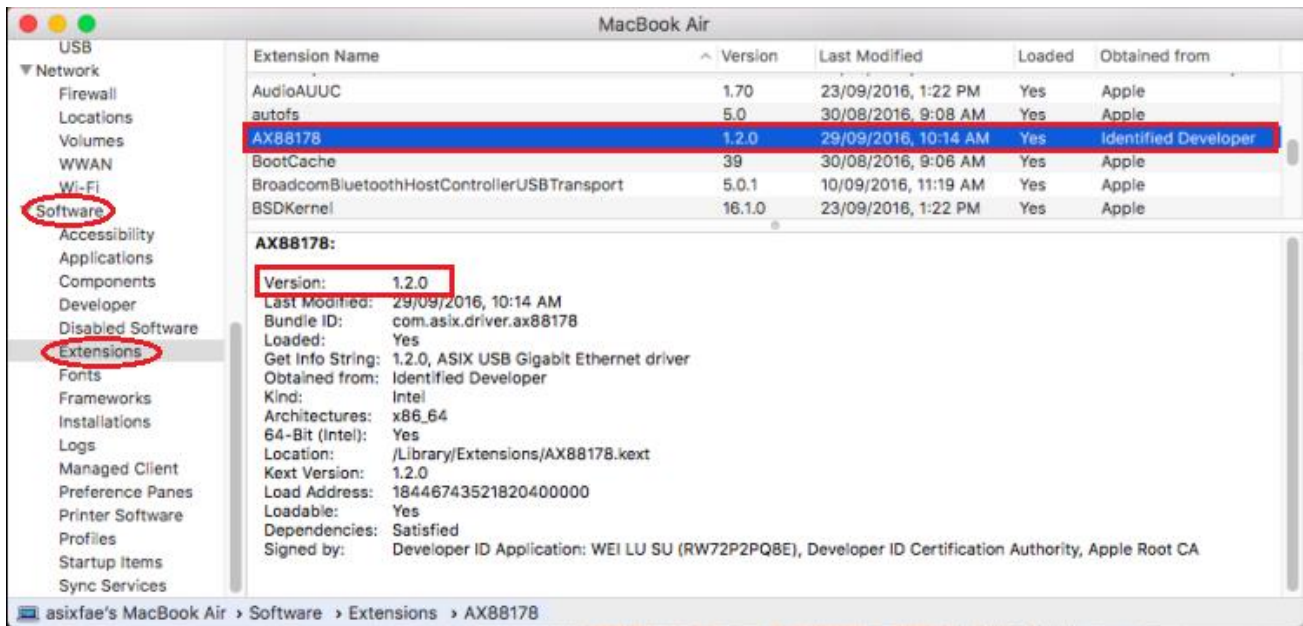 MacBook Air
USB
Network
Firewall
Locations
Volumes
WWAN
Wi-Fi
Software
Accessibility
Applications
Components
Developer
Disabled Software
Extensions
Fonts
Frameworks
Installations
Logs
Managed Client
Preference Panes
Printer Software
Profiles
Startup Items
Sync Services
Extension Name Version Last Modified Loaded Obtained from
AudioAUUC 1.70 23/09/2016, 1:22 PM Yes Apple
autofs 5.0 30/08/2016, 9:08 AM Yes Apple
AX88178 1.2.0 29/09/2016, 10:14 AM Yes Identified Developer
BootCache 39 30/08/2016, 9:06 AM Yes Apple
BroadcomBluetoothHostControllerUSBTransport 5.0.1 10/09/2016, 11:19 AM Yes Apple
BSDKernel 16.1.0 23/09/2016, 1:22 PM Yes Apple
AX88178:
Version: 1.2.0
Last Modified: 29/09/2016, 10:14 AM
Bundle ID: com.asix.driver.ax88178
Loaded: Yes
Get Info String: 1.2.0, ASIX USB Gigabit Ethernet driver
Obtained from: Identified Developer
Kind: Intel
Architectures: x86_64
64-Bit (Intel): Yes
Location: /Library/Extensions/AX88178.kext
Kext Version: 1.2.0
Load Address: 18446743521820400000
Loadable: Yes
Dependencies: Satisfied
Signed by: Developer ID Application: WEI LU SU (RW72P2PQ8E), Developer ID Certification Authority, Apple Root CA
asixfae's MacBook Air › Software › Extensions › AX88178